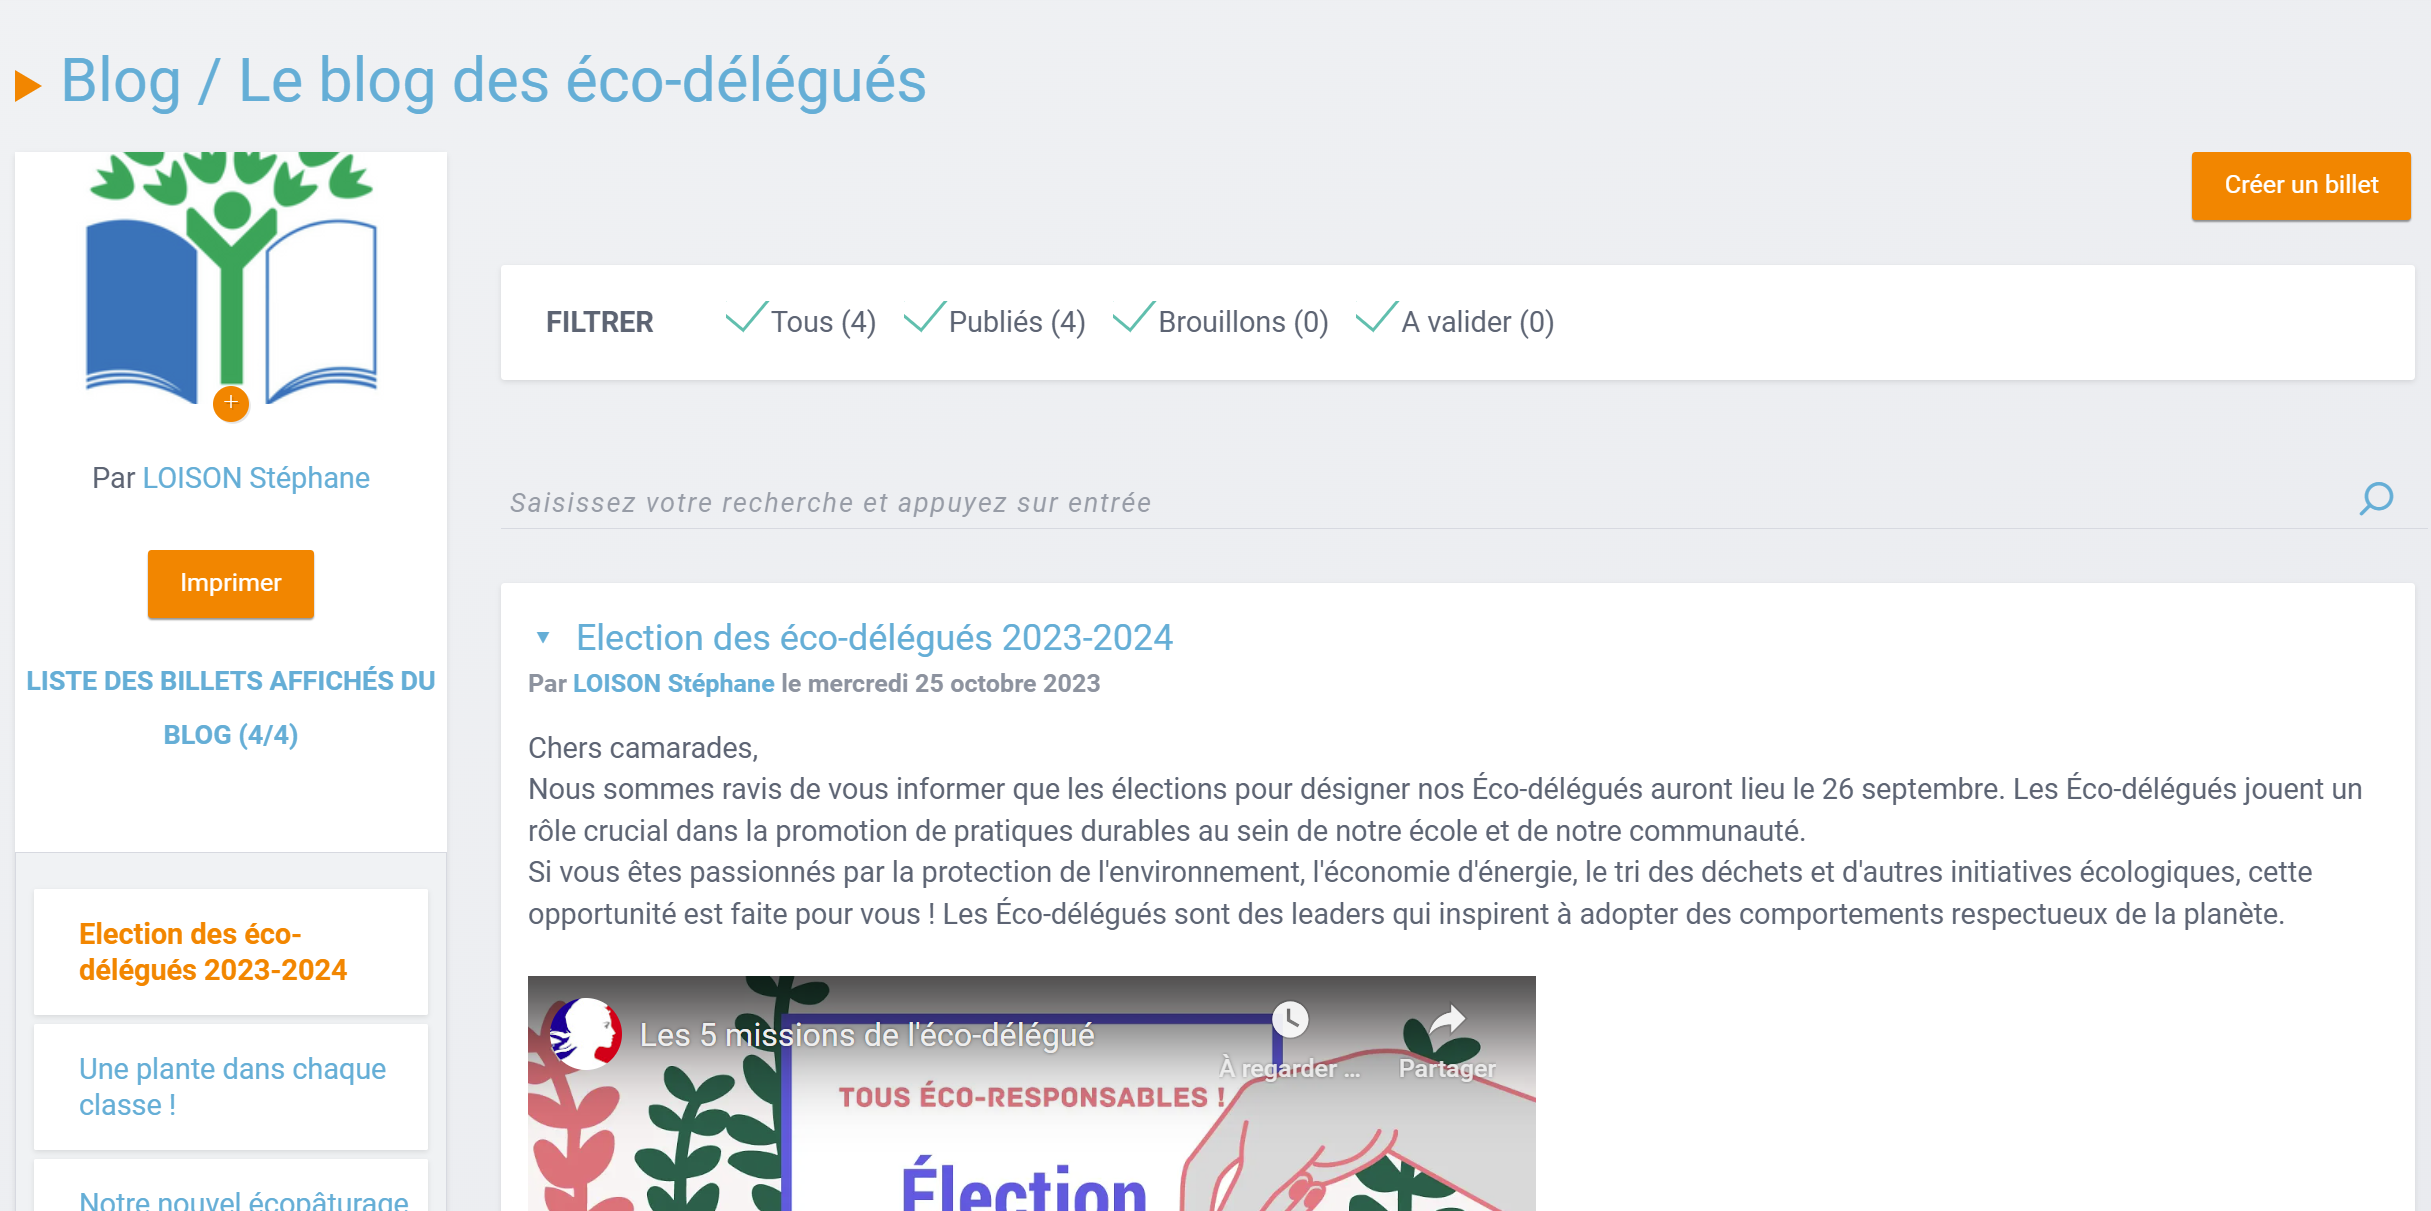 Blog / Le blog des éco-délégués
Par LOISON Stéphane
Imprimer
LISTE DES BILLETS AFFICHÉS DU
BLOG (4/4)
Election des éco-
délégués 2023-2024
Une plante dans chaque
classe !
Notre nouvel écopâturage
Créer un billet
FILTRER Tous (4) Publiés (4) Brouillons (0) A valider (0)
Saisissez votre recherche et appuyez sur entrée
Election des éco-délégués 2023-2024
Par LOISON Stéphane le mercredi 25 octobre 2023
Chers camarades,
Nous sommes ravis de vous informer que les élections pour désigner nos Éco-délégués auront lieu le 26 septembre. Les Éco-délégués jouent un
rôle crucial dans la promotion de pratiques durables au sein de notre école et de notre communauté.
Si vous êtes passionnés par la protection de l'environnement, l'économie d'énergie, le tri des déchets et d'autres initiatives écologiques, cette
opportunité est faite pour vous ! Les Éco-délégués sont des leaders qui inspirent à adopter des comportements respectueux de la planète.
Les 5 missions de l'éco-délégué
À regarder ... Partager
TOUS ÉCO-RESPONSABLES !
Élection